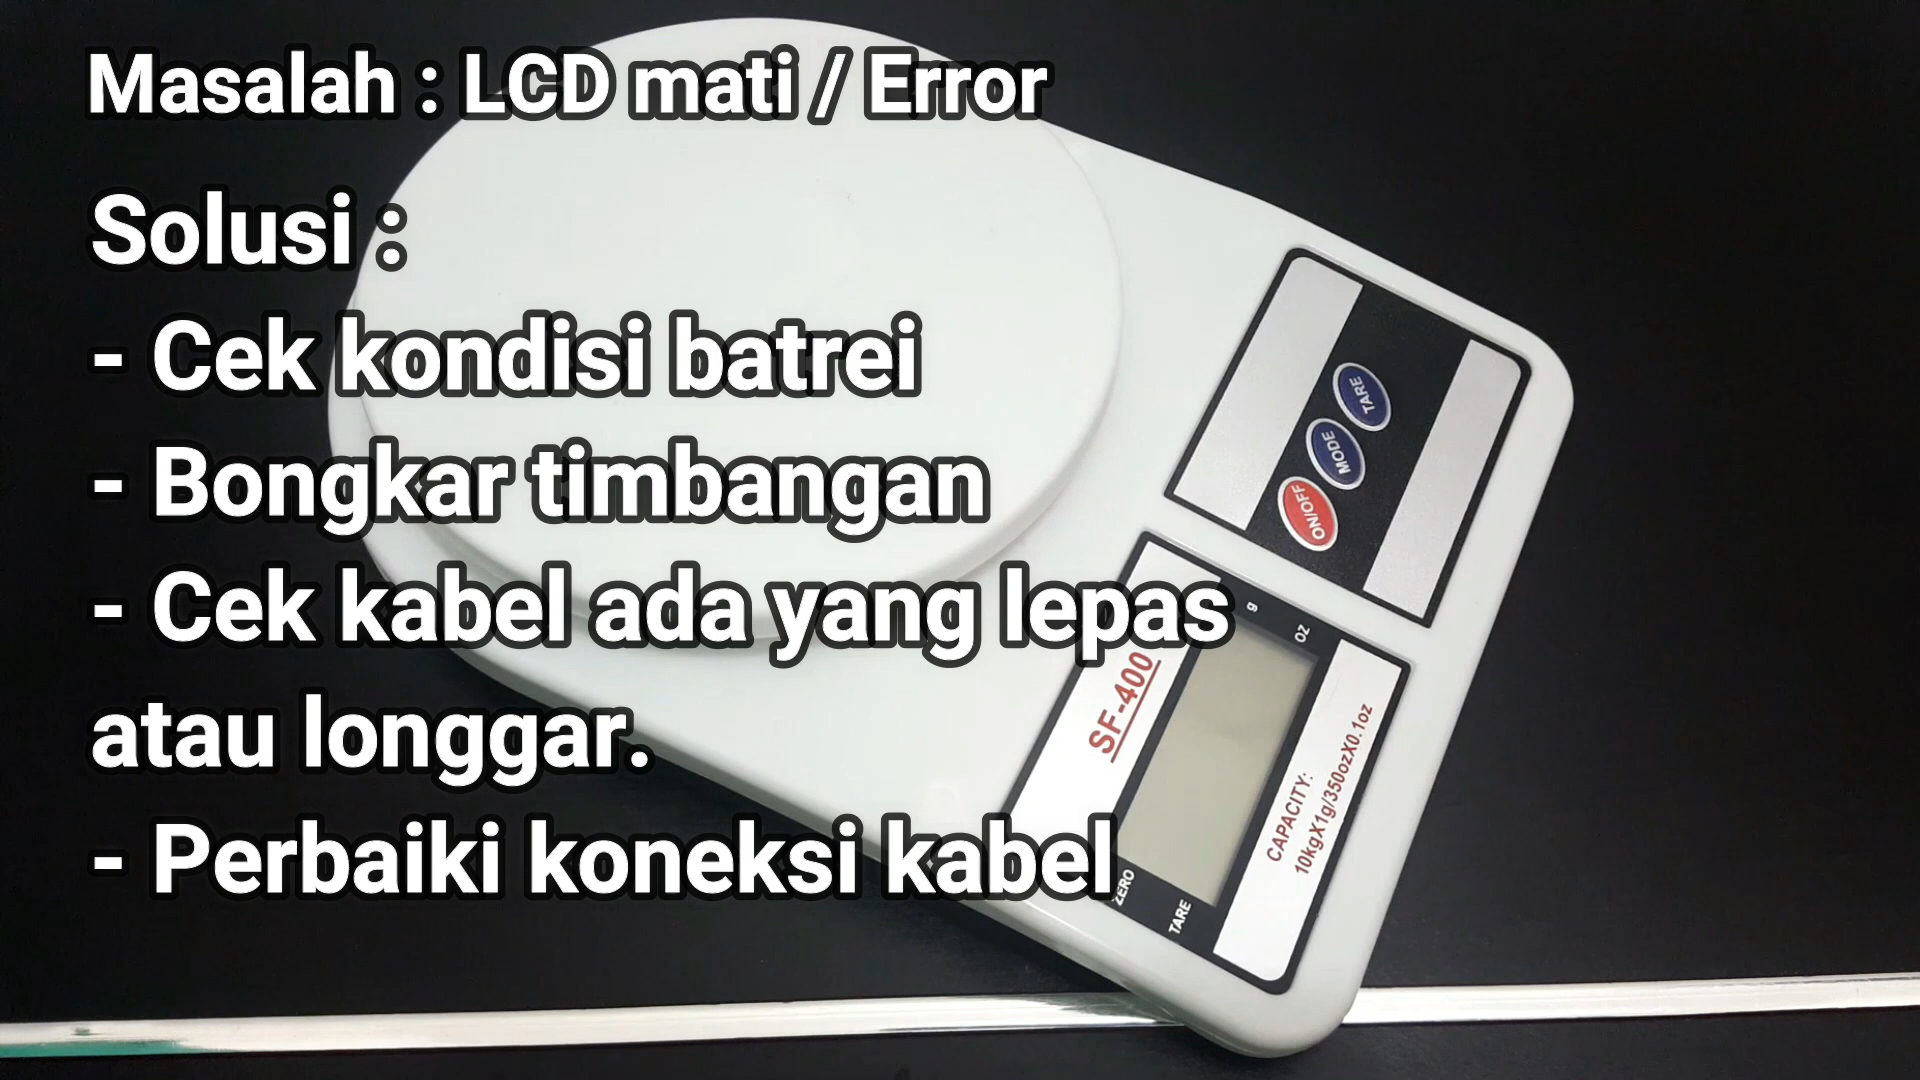 Masalah : LCD mati / Error
Solusi :
- Cek kondisi batrei
- Bongkar timbangan
- Cek kabel ada yang lepas
atau longgar.
- Perbaiki koneksi kabel
TARE
MODE
ON/OFF
g
oz
SF-400
CAPACITY:
10kgX1g/350ozX0.1oz
ZERO
TARE